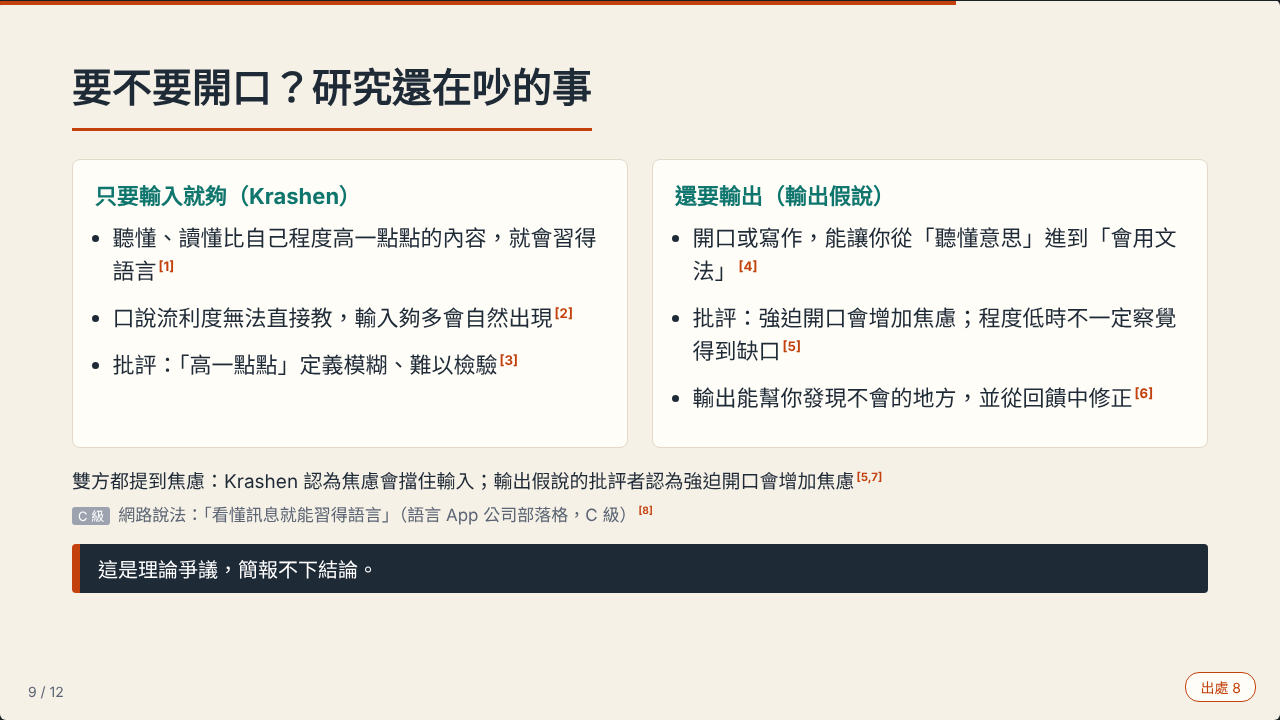 要不要開口？研究還在吵的事
只要輸入就夠（Krashen）
• 聽懂、讀懂比自己程度高一點點的內容，就會習得
語言[1]
• 口說流利度無法直接教，輸入夠多會自然出現[2]
• 批評：「高一點點」定義模糊、難以檢驗[3]
還要輸出（輸出假說）
• 開口或寫作，能讓你從「聽懂意思」進到「會用文
法」[4]
• 批評：強迫開口會增加焦慮；程度低時不一定察覺
得到缺口[5]
• 輸出能幫你發現不會的地方，並從回饋中修正[6]
雙方都提到焦慮：Krashen 認為焦慮會擋住輸入；輸出假說的批評者認為強迫開口會增加焦慮[5,7]
C 級 網路說法：「看懂訊息就能習得語言」（語言 App 公司部落格，C 級）[8]
這是理論爭議，簡報不下結論。
9 / 12
出處 8